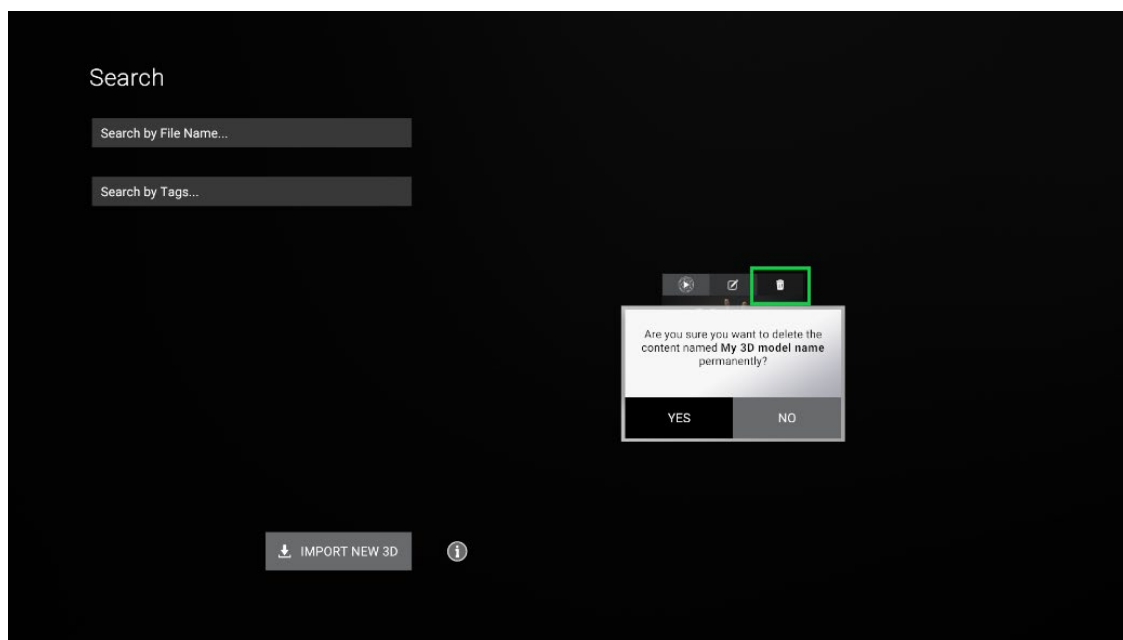 Search
Search by File Name...
Search by Tags...
Are you sure you want to delete the
content named My 3D model name
permanently?
YES
NO
IMPORT NEW 3D